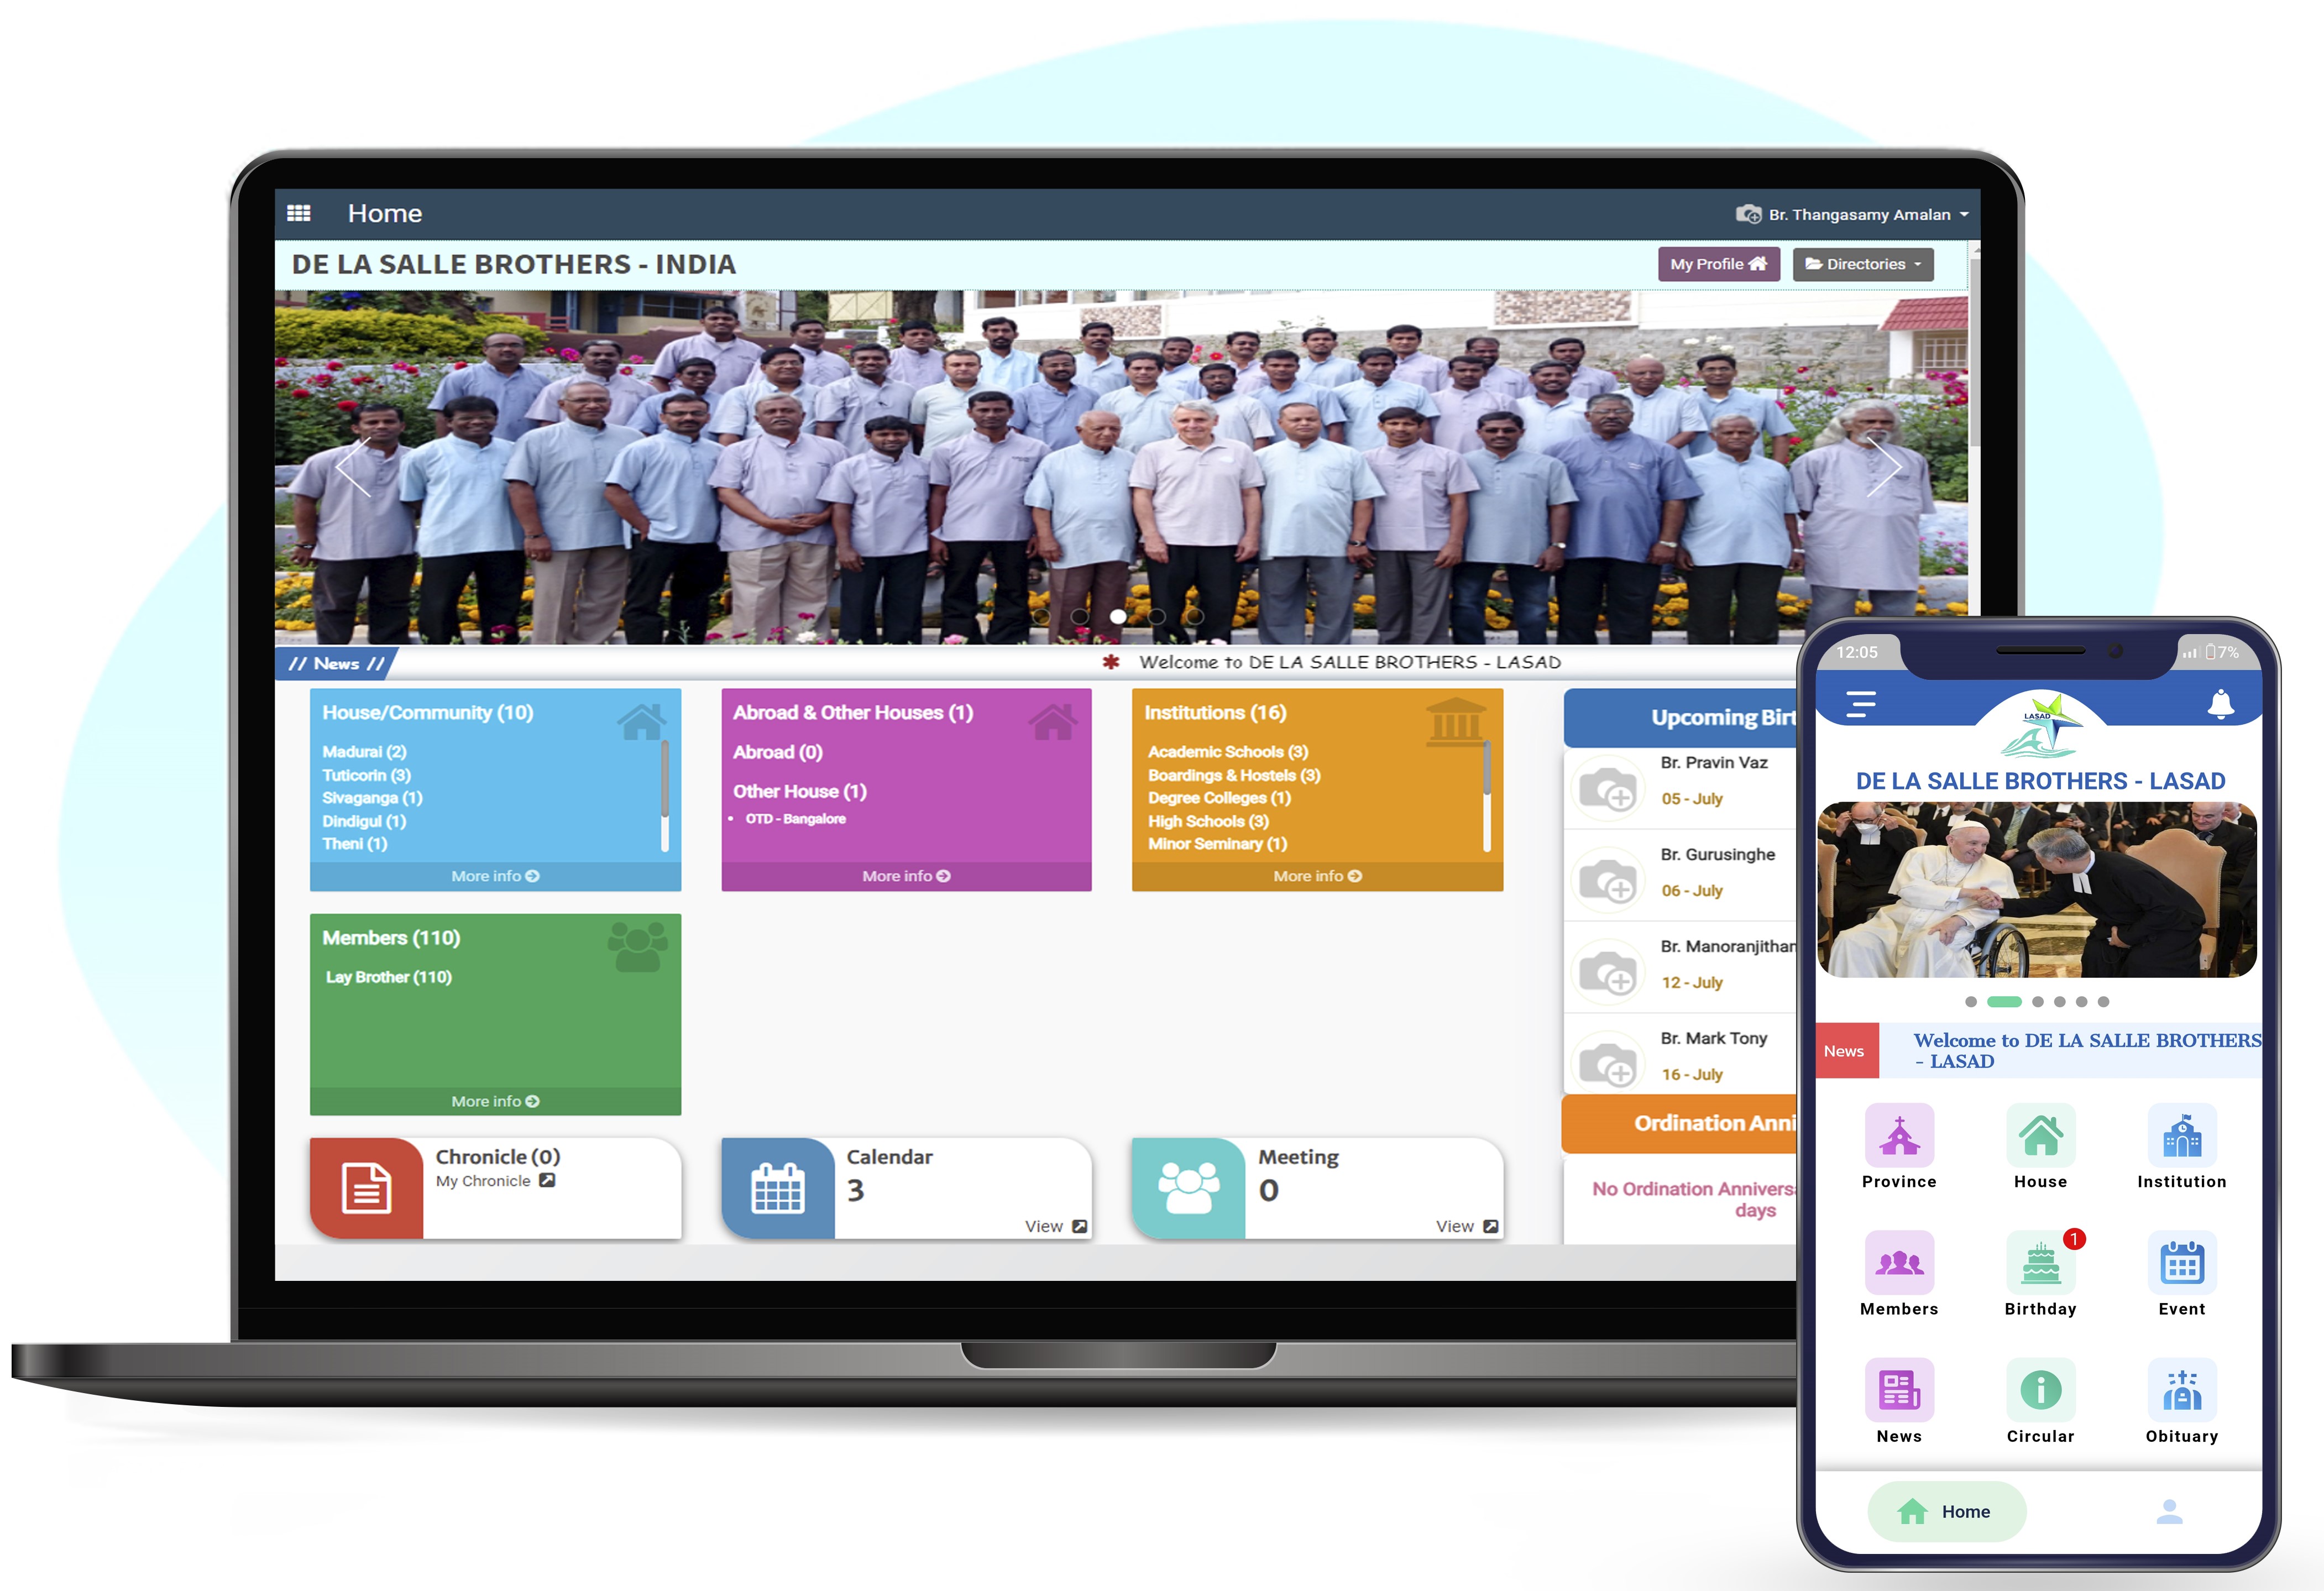 Home
Br. Thangasamy Amalan
DE LA SALLE BROTHERS - INDIA
My Profile
Directories
// News //
Welcome to DE LA SALLE BROTHERS - LASAD
House/Community (10)
Madurai (2)
Tuticorin (3)
Sivaganga (1)
Dindigul (1)
Theni (1)
More info
Abroad & Other Houses (1)
Abroad (0)
Other House (1)
• OTD - Bangalore
More info
Institutions (16)
Academic Schools (3)
Boardings & Hostels (3)
Degree Colleges (1)
High Schools (3)
Minor Seminary (1)
More info
Members (110)
Lay Brother (110)
More info
Chronicle (0)
My Chronicle
Calendar
3
View
Meeting
0
View
Upcoming Birt
Br. Pravin Vaz
05 - July
Br. Gurusinghe
06 - July
Br. Manoranjithan
12 - July
Br. Mark Tony
16 - July
Ordination Anni
No Ordination Annivers
days
12:05
7%
LASAD
DE LA SALLE BROTHERS - LASAD
News
Welcome to DE LA SALLE BROTHERS
- LASAD
Province
House
Institution
1
Members
Birthday
Event
News
Circular
Obituary
Home